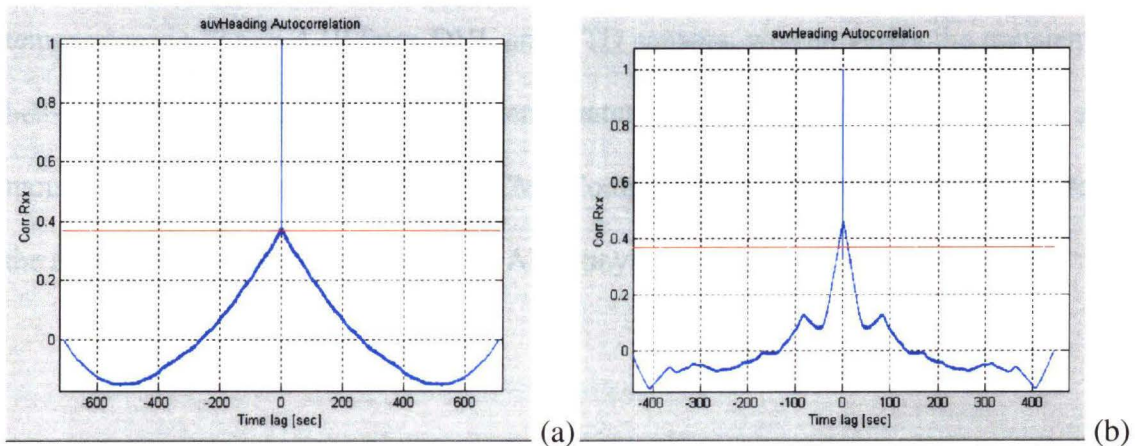 auvHeading Autocorrelation
1
0.8
0.6
0.4
0.2
0
Corr Rxx
-600 -400 -200 0 200 400 600
Time lag [sec]
(a)
auvHeading Autocorrelation
1
0.8
0.6
0.4
0.2
0
Corr Rxx
-400 -300 -200 -100 0 100 200 300 400
Time lag [sec]
(b)